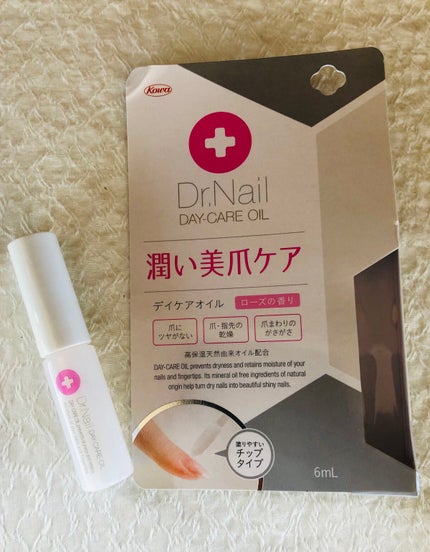 Kowa
Dr.Nail
DAY-CARE OIL
潤い美爪ケア
デイケアオイル ローズの香り
爪に
ツヤがない
爪・指先の
乾燥
爪まわりの
がさがさ
高保湿天然由来オイル配合
DAY-CARE OIL prevents dryness and retains moisture of your
nails and fingertips. Its mineral oil free ingredients of natural
origin help turn dry nails into beautiful shiny nails.
塗りやすい
チップ
タイプ
6mL
Dr.Nail DAY-CARE OIL